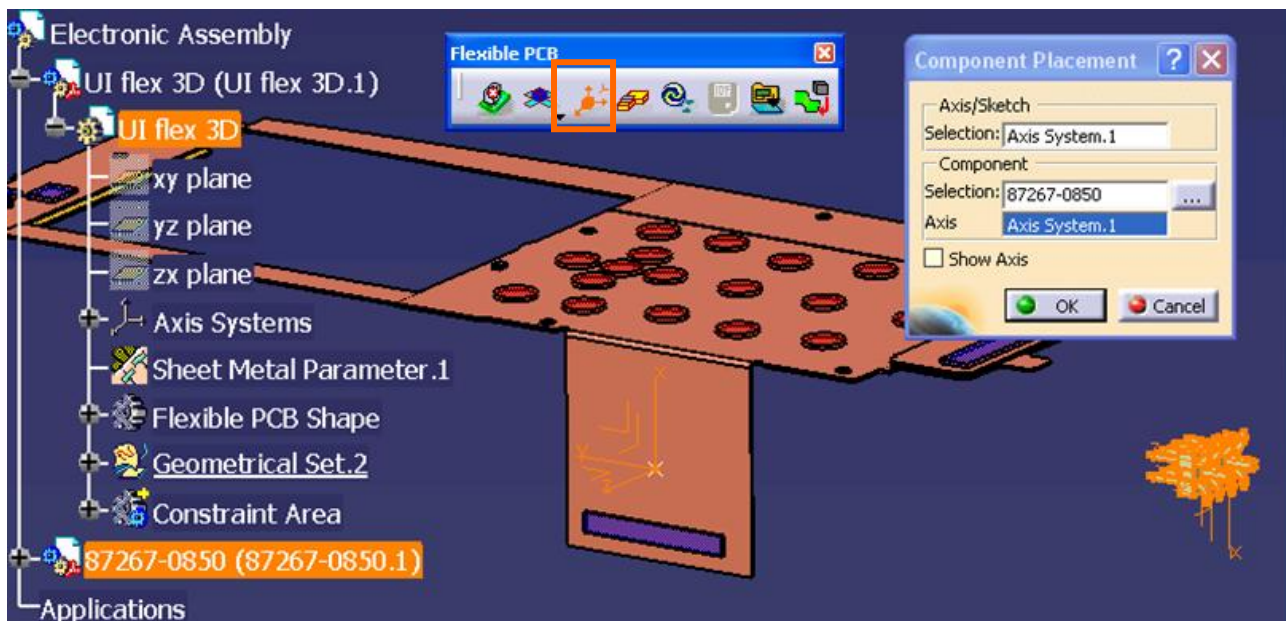 Electronic Assembly
UI flex 3D (UI flex 3D.1)
UI flex 3D
xy plane
yz plane
zx plane
Axis Systems
Sheet Metal Parameter.1
Flexible PCB Shape
Geometrical Set.2
Constraint Area
87267-0850 (87267-0850.1)
Applications
Flexible PCB
Component Placement
Axis/Sketch
Selection: Axis System.1
Component
Selection: 87267-0850 ...
Axis Axis System.1
Show Axis
OK Cancel